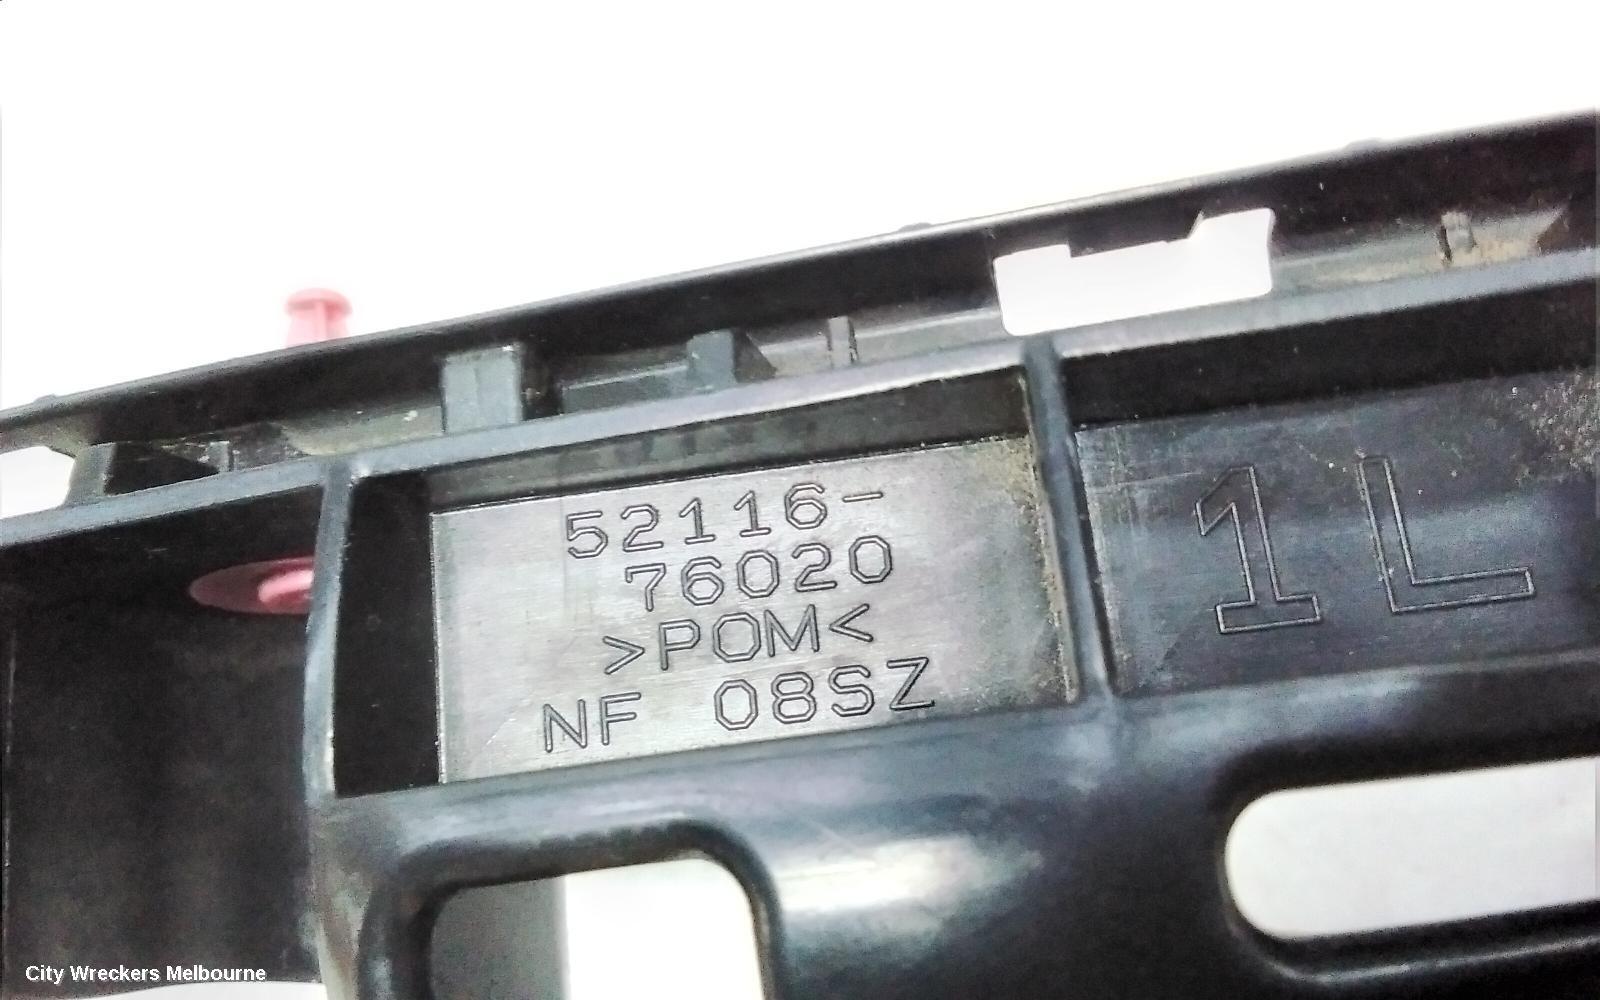 52116-
76020
>POM<
NF 08SZ
1L
City Wreckers Melbourne